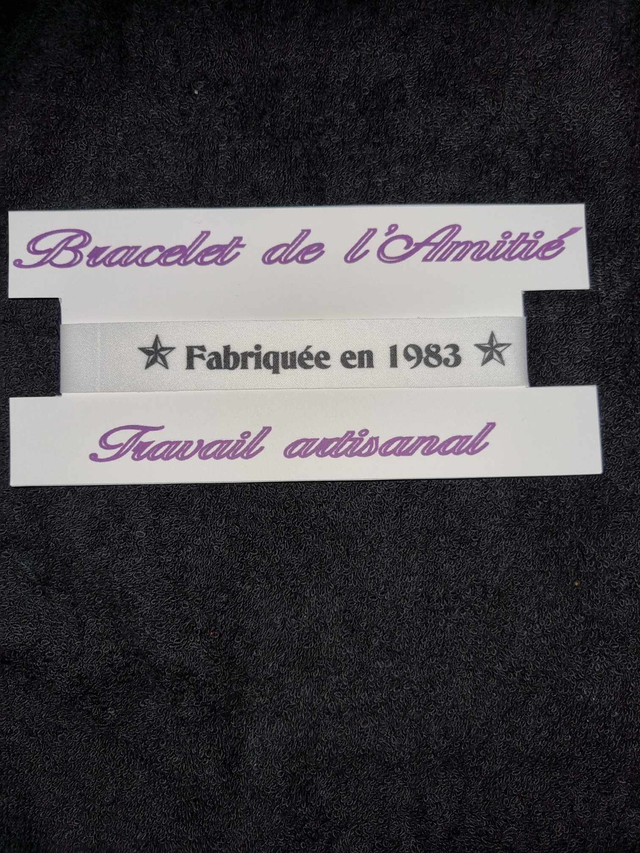 Bracelet de l'Amitié
Fabriquée en 1983
Travail artisanal